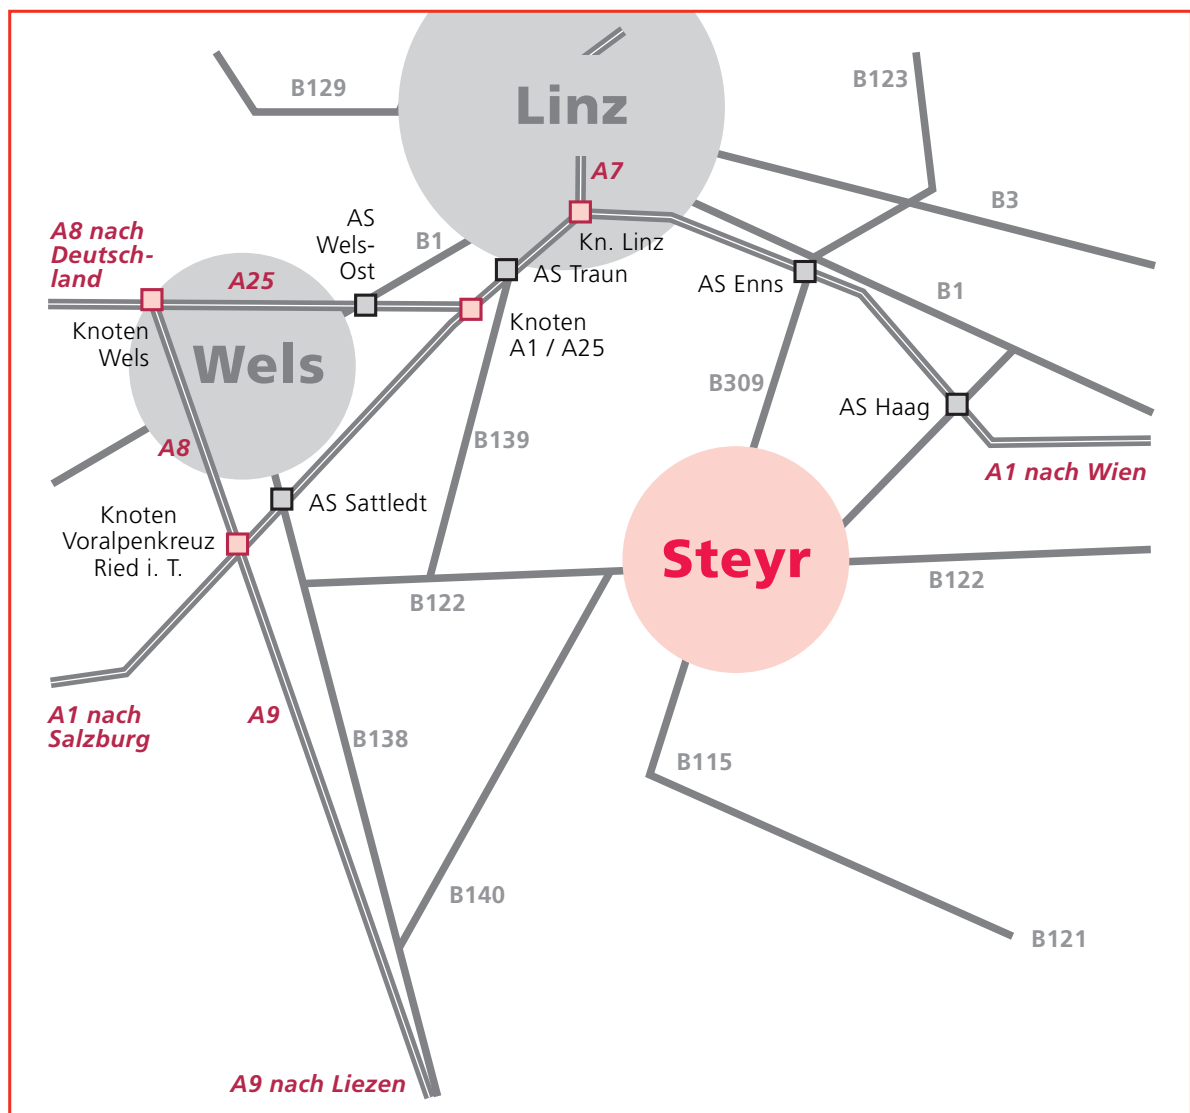 B129
B123
Linz
A7
B3
AS
Wels-
Ost
B1
Kn. Linz
A8 nach
Deutsch-
land
A25
AS Traun
AS Enns
B1
Knoten
Wels
Knoten
A1 / A25
Wels
B309
AS Haag
A8
B139
A1 nach Wien
AS Sattledt
Knoten
Voralpenkreuz
Ried i. T.
Steyr
B122
B122
A1 nach
Salzburg
A9
B138
B115
B140
B121
A9 nach Liezen